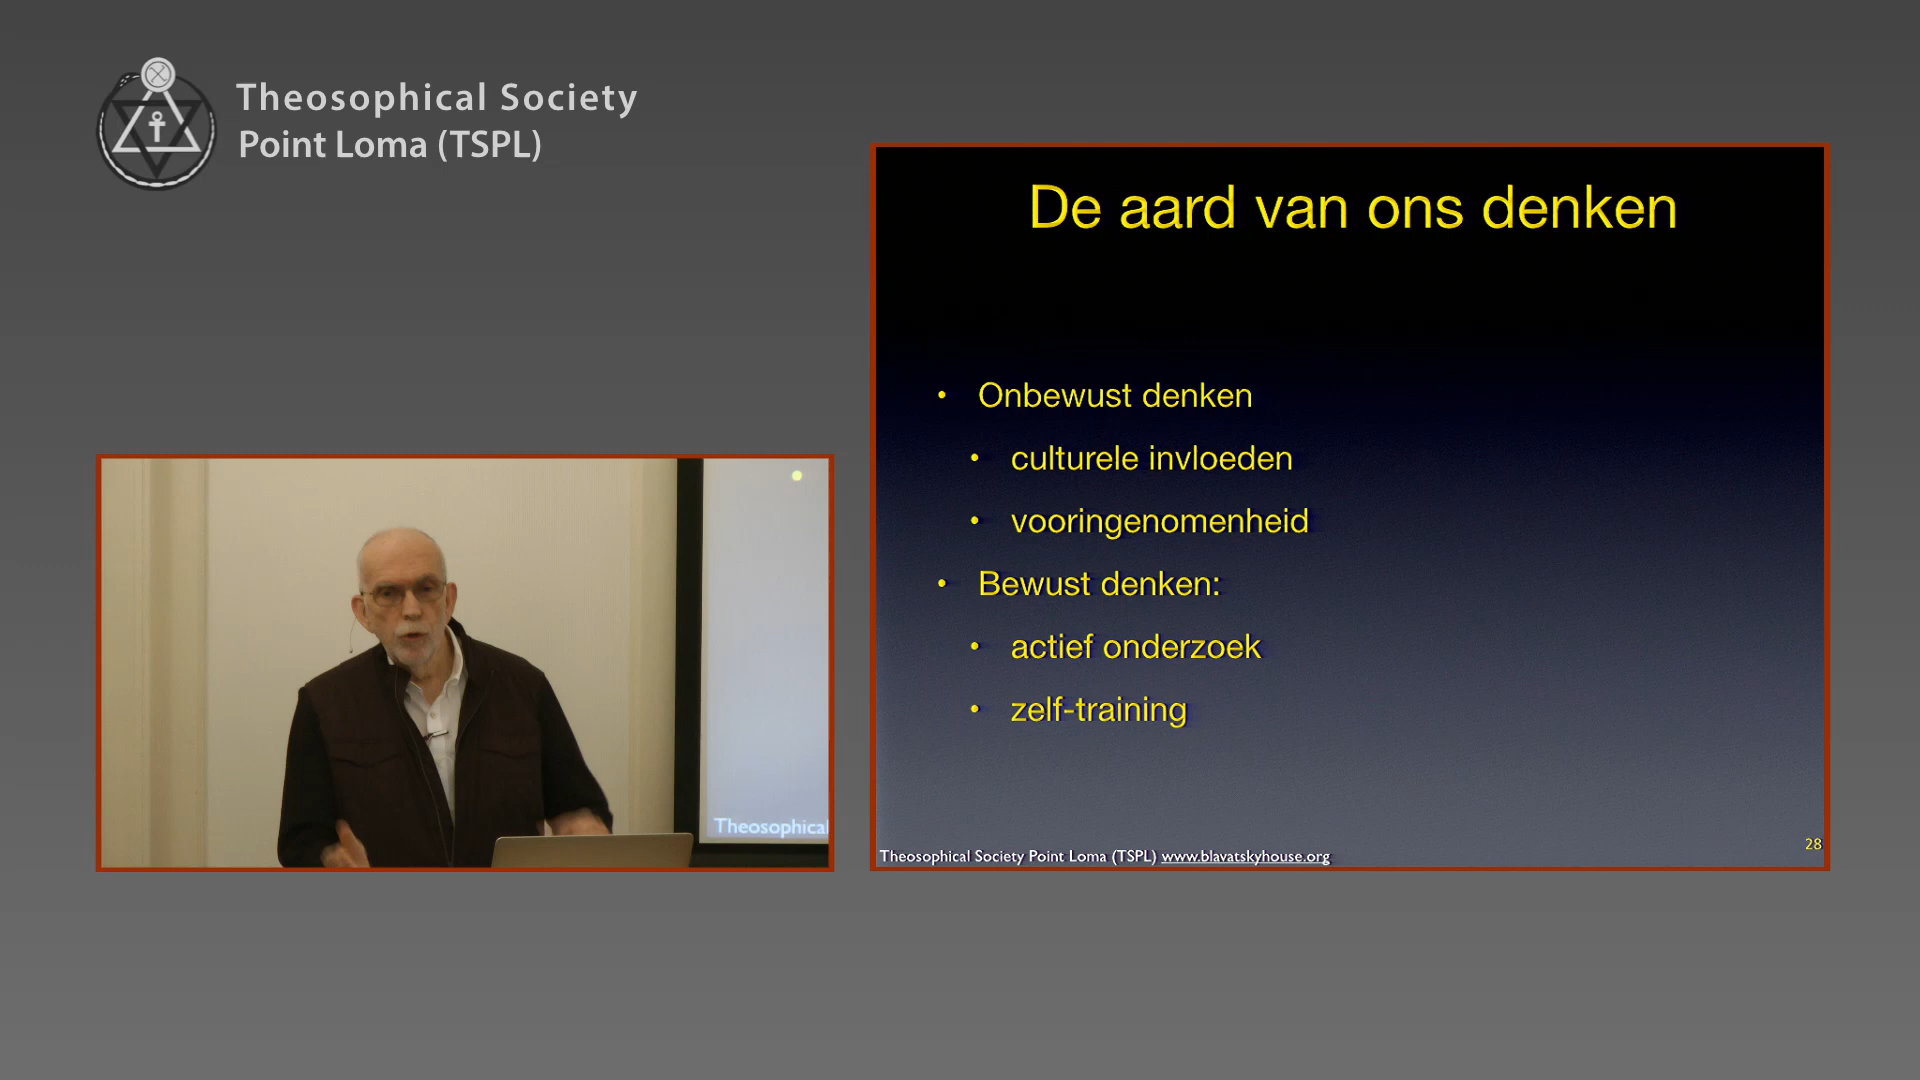 Theosophical Society
Point Loma (TSPL)
De aard van ons denken
• Onbewust denken
• culturele invloeden
• vooringenomenheid
• Bewust denken:
• actief onderzoek
• zelf-training
Theosophical
Theosophical Society Point Loma (TSPL) www.blavatskyhouse.org
28